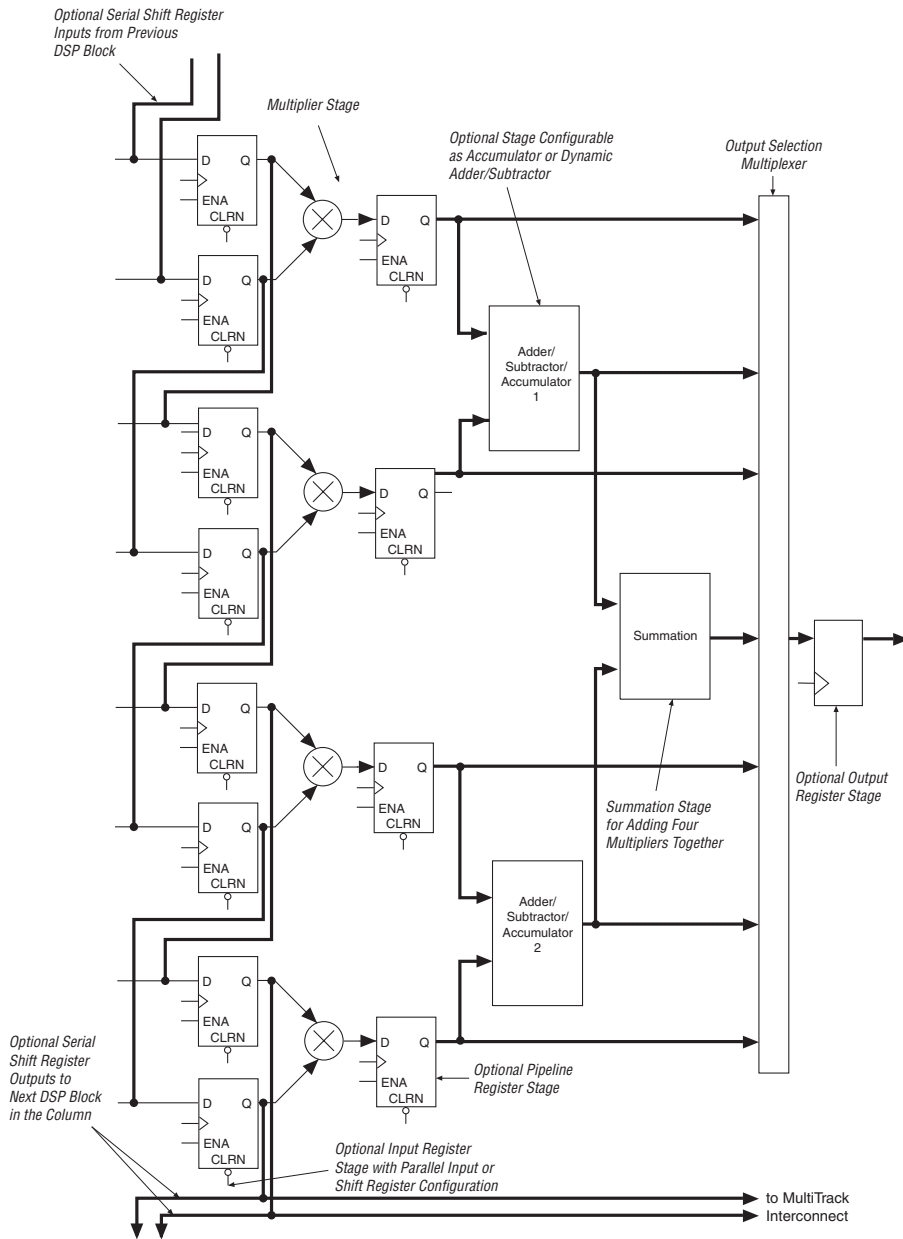 Optional Serial Shift Register
Inputs from Previous
DSP Block
Multiplier Stage
Optional Stage Configurable
as Accumulator or Dynamic
Adder/Subtractor
Output Selection
Multiplexer
D Q
ENA
CLRN
D Q
ENA
CLRN
D Q
ENA
CLRN
Adder/
Subtractor/
Accumulator
1
D Q
ENA
CLRN
D Q
ENA
CLRN
D Q
ENA
CLRN
Summation
D Q
ENA
CLRN
D Q
ENA
CLRN
D Q
ENA
CLRN
Summation Stage
for Adding Four
Multipliers Together
Optional Output
Register Stage
Adder/
Subtractor/
Accumulator
2
D Q
ENA
CLRN
D Q
ENA
CLRN
D Q
ENA
CLRN
Optional Pipeline
Register Stage
Optional Serial
Shift Register
Outputs to
Next DSP Block
in the Column
Optional Input Register
Stage with Parallel Input or
Shift Register Configuration
to MultiTrack
Interconnect